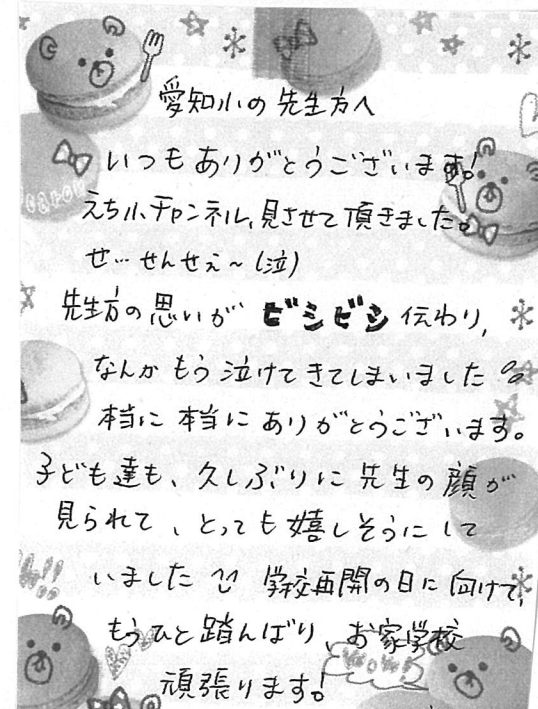 愛知小の先生方へ
いつもありがとうございます!
えち小チャンネル、見させて頂きました。
せ…せんせぇ~(泣)
先生方の思いが ビシビシ 伝わり、
なんかもう泣けてきてしまいました
本当に本当にありがとうございます。
子ども達も、久しぶりに先生の顔が
見られて、とっても嬉しそうにして
いました 学校再開の日に向けて、
もうひと踏んばり、お家学校
頑張ります!
WOW!